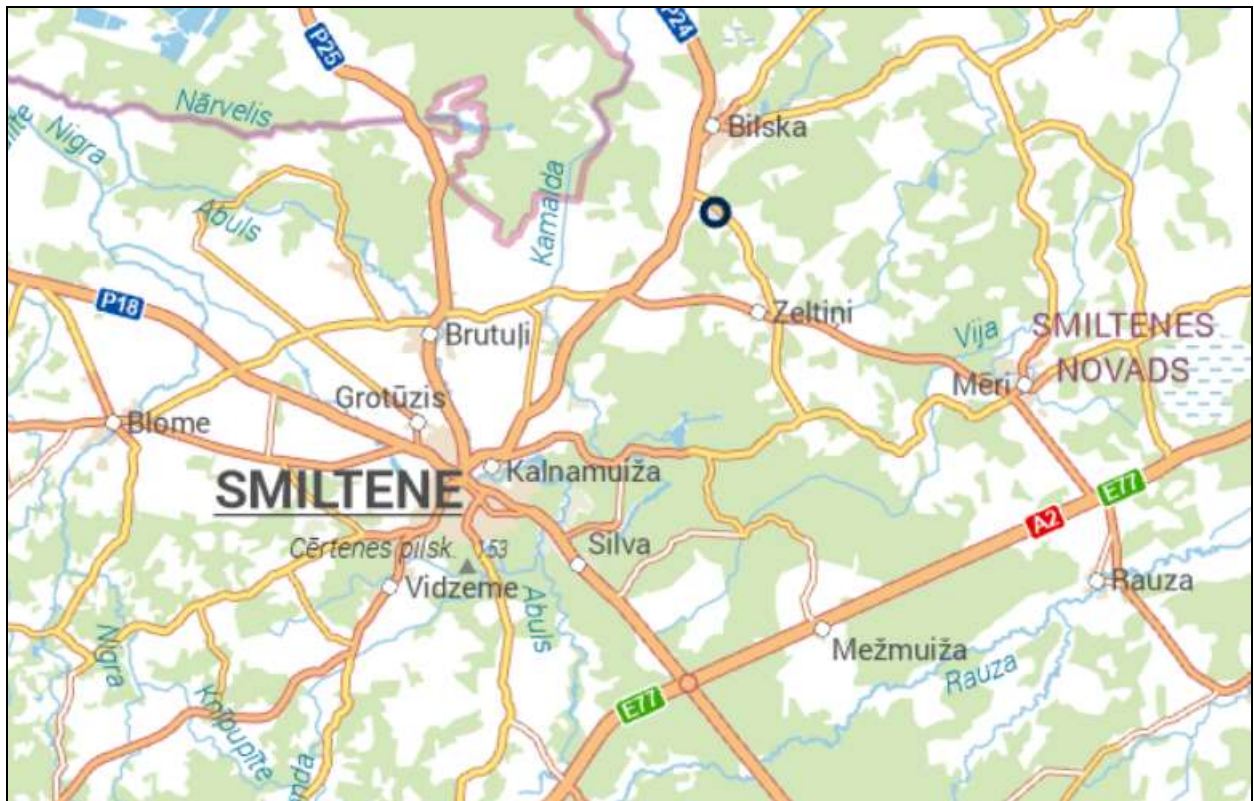 P25
P24
Nārvelis
Nigra
Bilska
Abuls
Kamalda
P18
Zeltiņi
Brutuļi
Vija
SMILTENES
NOVADS
Mēri
Grotūzis
Blome
Kalnamuiža
SMILTENE
E77
A2
Cērtenes pilsk. 153
Silva
Vidzeme
Abuls
Rauza
Mežmuiža
Nigra
Rauza
E77